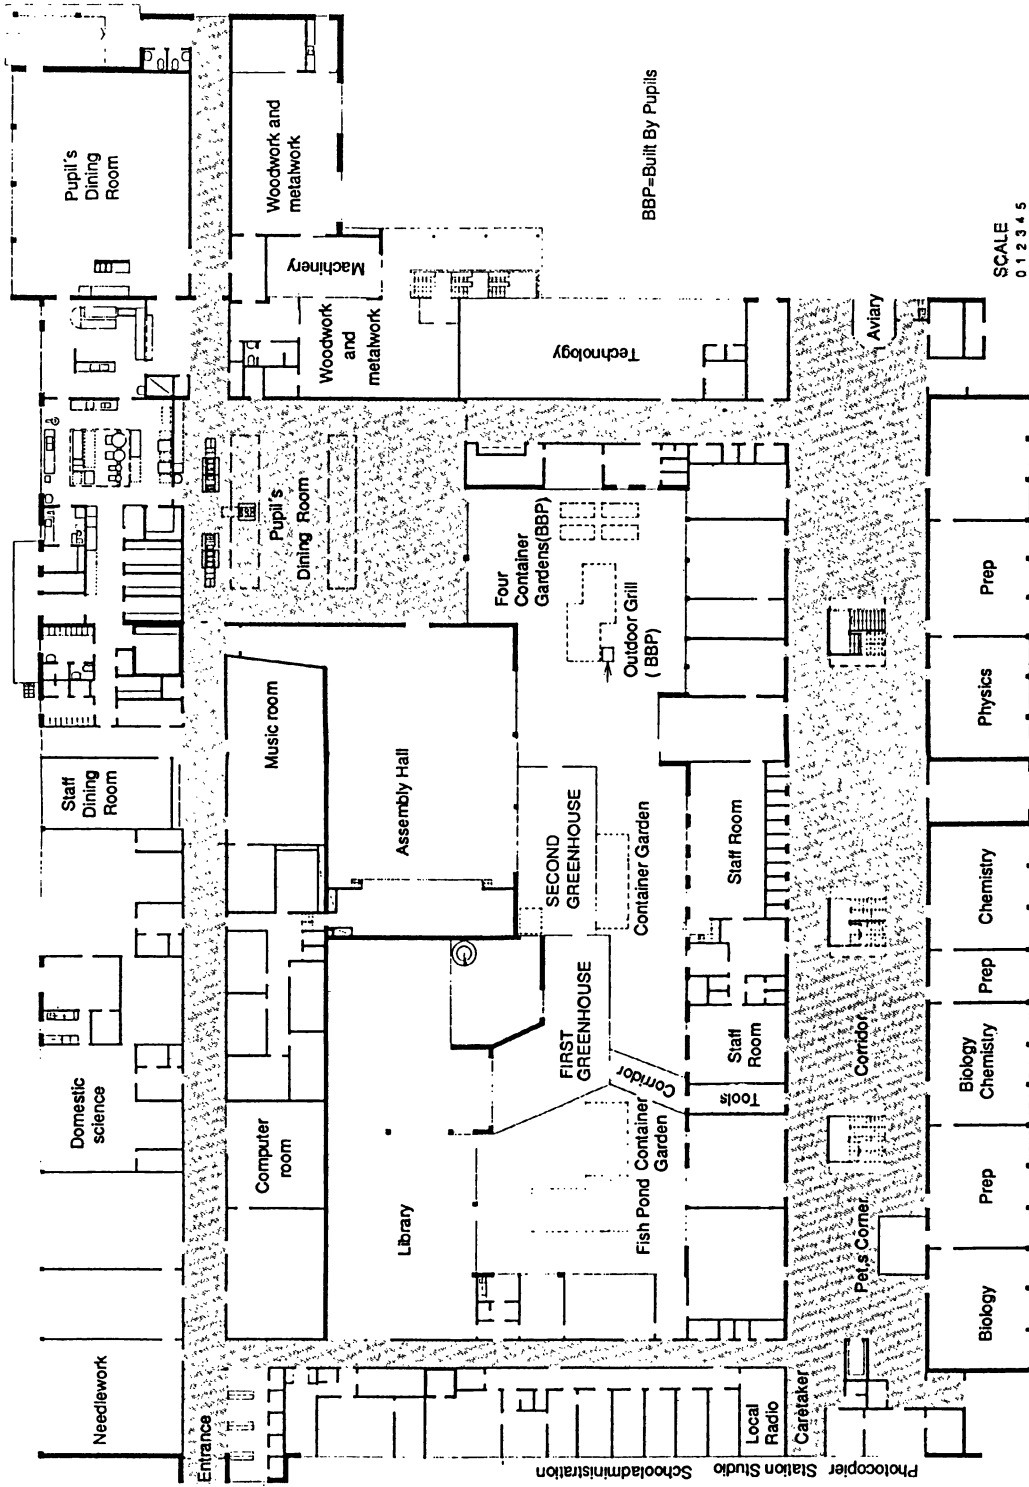 Pupil's
Dining
Room
Woodwork and
metalwork
BBP=Built By Pupils
SCALE
0 1 2 3 4 5
Machinery
Woodwork
and
metalwork
Technology
Aviary
Pupil's
Dining Room
Four
Container
Gardens(BBP)
Outdoor Grill
( BBP)
Prep
Physics
Staff
Dining
Room
Music room
Assembly Hall
SECOND
GREENHOUSE
Container Garden
Staff Room
Chemistry
Prep
Domestic
science
FIRST
GREENHOUSE
Corridor
Staff
Room
Tools
Corridor
Biology
Chemistry
Computer
room
Library
Fish Pond
Container
Garden
Prep
Pet,s Corner.
Biology
Needlework
Entrance
Local
Radio
Caretaker
Schooladministration
Station Studio
Photocopier